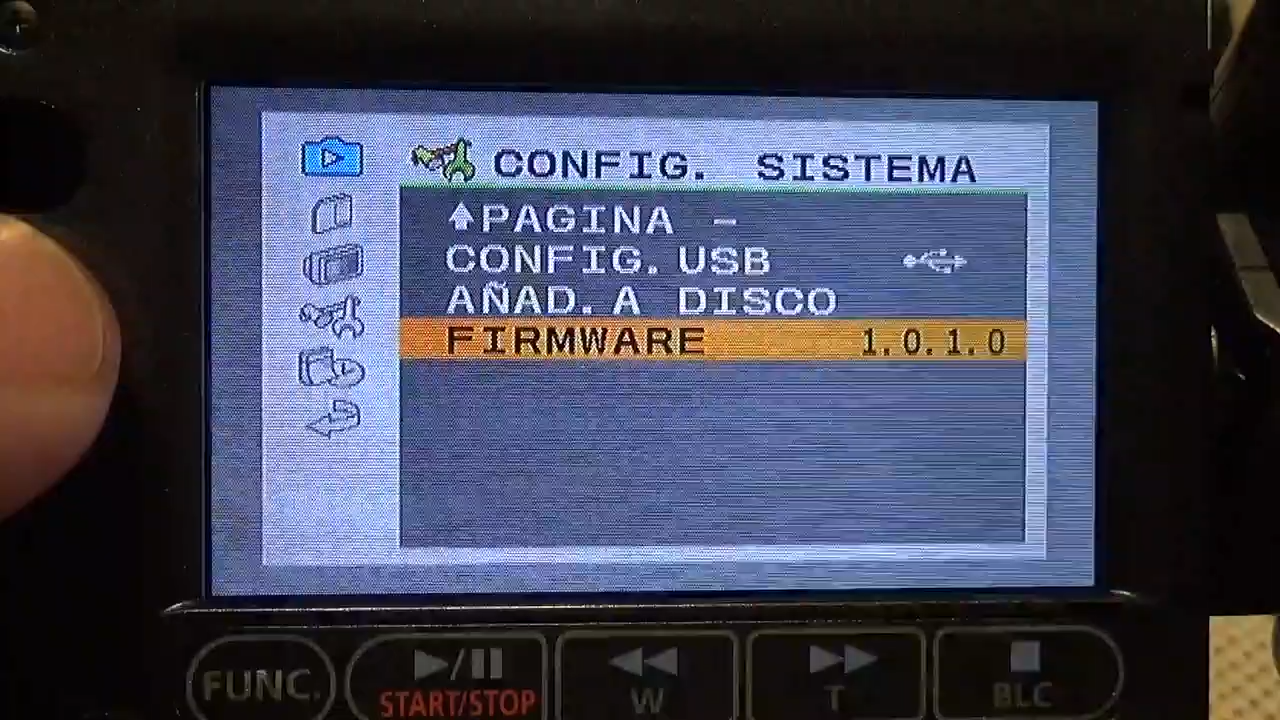 CONFIG. SISTEMA
PAGINA -
CONFIG.USB
AÑAD.A DISCO
FIRMWARE 1.0.1.0
FUNC. START/STOP W T BLC